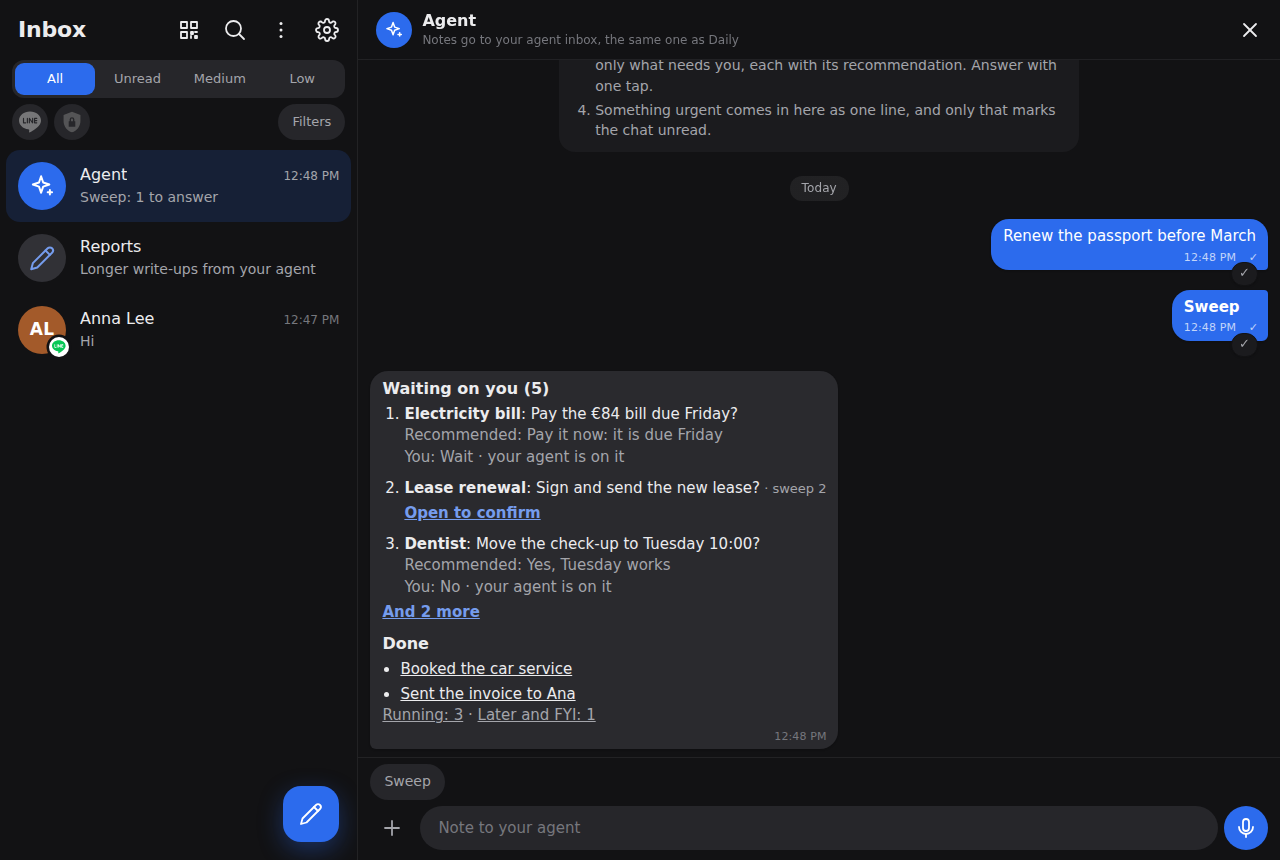 Inbox
All
Unread
Medium
Low
LINE
Filters
Agent
12:48 PM
Sweep: 1 to answer
Reports
Longer write-ups from your agent
AL
LINE
Anna Lee
12:47 PM
Hi
Agent
Notes go to your agent inbox, the same one as Daily
only what needs you, each with its recommendation. Answer with
one tap.
4. Something urgent comes in here as one line, and only that marks
the chat unread.
Today
Renew the passport before March
12:48 PM ✓
✓
Sweep
12:48 PM ✓
✓
Waiting on you (5)
1. Electricity bill: Pay the €84 bill due Friday?
Recommended: Pay it now: it is due Friday
You: Wait · your agent is on it
2. Lease renewal: Sign and send the new lease? · sweep 2
Open to confirm
3. Dentist: Move the check-up to Tuesday 10:00?
Recommended: Yes, Tuesday works
You: No · your agent is on it
And 2 more
Done
• Booked the car service
• Sent the invoice to Ana
Running: 3 · Later and FYI: 1
12:48 PM
Sweep
Note to your agent